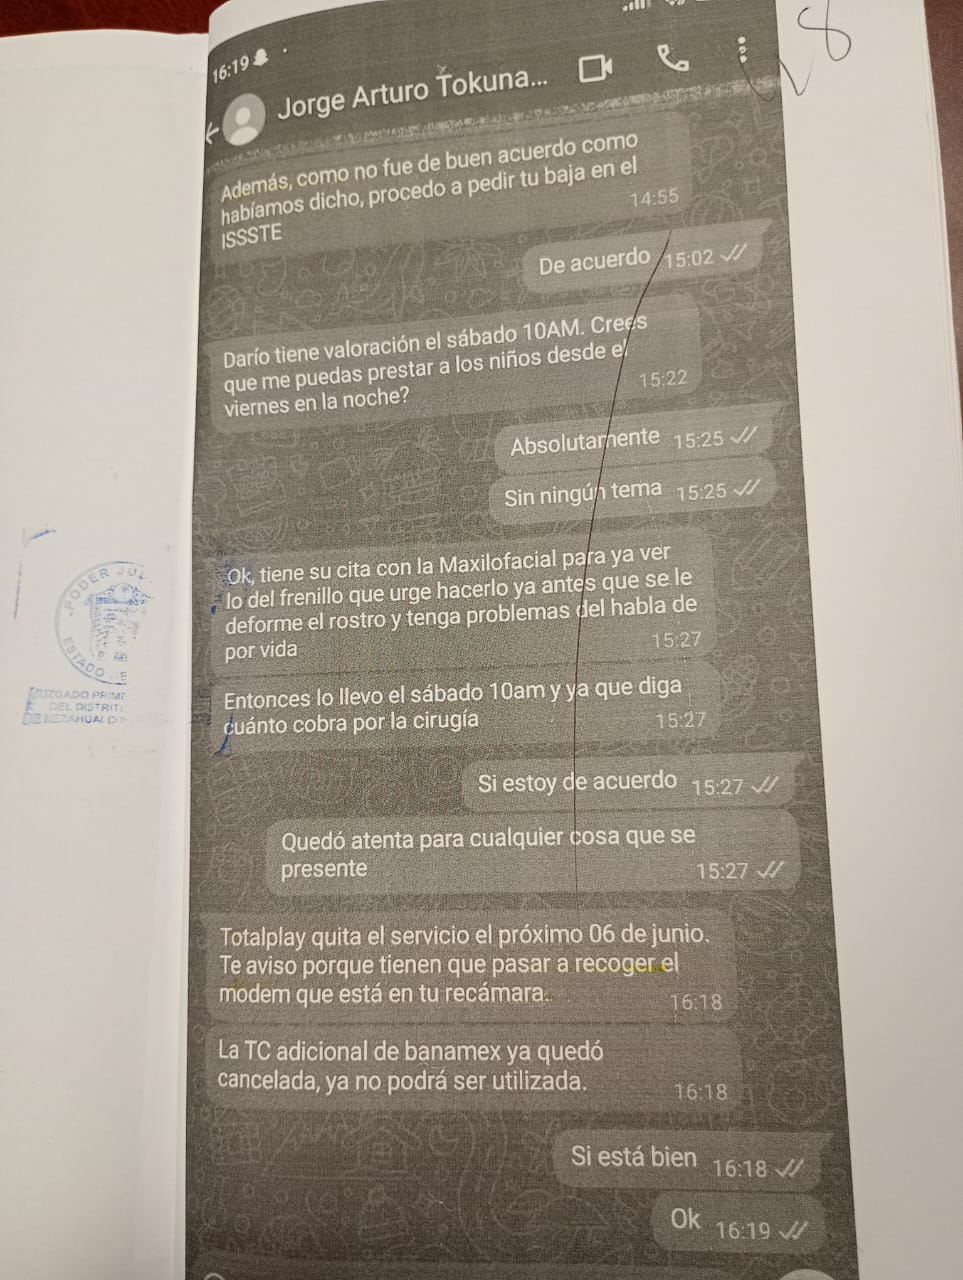 16:19
Jorge Arturo Tokuna...
28
Además, como no fue de buen acuerdo como
habíamos dicho, procedo a pedir tu baja en el
ISSSTE
14:55
De acuerdo 15:02
Darío tiene valoración el sábado 10AM. Crees
que me puedas prestar a los niños desde el
viernes en la noche?
15:22
Absolutamente 15:25
Sin ningún tema 15:25
Ok, tiene su cita con la Maxilofacial para ya ver
lo del frenillo que urge hacerlo ya antes que se le
deforme el rostro y tenga problemas del habla de
por vida
15:27
Entonces lo llevo el sábado 10am y ya que diga
cuánto cobra por la cirugía
15:27
Si estoy de acuerdo 15:27
Quedó atenta para cualquier cosa que se
presente
15:27
Totalplay quita el servicio el próximo 06 de junio.
Te aviso porque tienen que pasar a recoger el
modem que está en tu recámara.
16:18
La TC adicional de banamex ya quedó
cancelada, ya no podrá ser utilizada.
16:18
Si está bien 16:18
Ok 16:19
PODER
ESTADO
JUZGADO
DEL